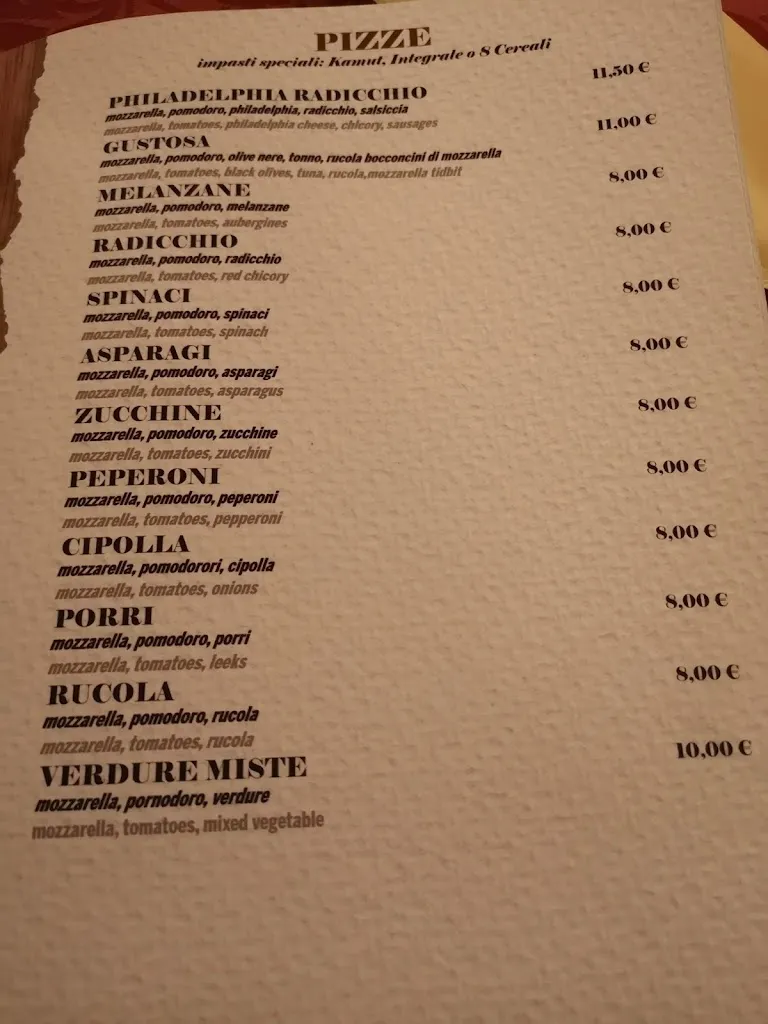 PIZZE
impasti speciali: Kamut, Integrale o 8 Cereali
PHILADELPHIA RADICCHIO 11,50 €
mozzarella, pomodoro, philadelphia, radicchio, salsiccia
mozzarella, tomatoes, philadelphia cheese, chicory, sausages
GUSTOSA 11,00 €
mozzarella, pomodoro, olive nere, tonno, rucola bocconcini di mozzarella
mozzarella, tomatoes, black olives, tuna, rucola,mozzarella tidbit
MELANZANE 8,00 €
mozzarella, pomodoro, melanzane
mozzarella, tomatoes, aubergines
RADICCHIO 8,00 €
mozzarella, pomodoro, radicchio
mozzarella, tomatoes, red chicory
SPINACI 8,00 €
mozzarella, pomodoro, spinaci
mozzarella, tomatoes, spinach
ASPARAGI 8,00 €
mozzarella, pomodoro, asparagi
mozzarella, tomatoes, asparagus
ZUCCHINE 8,00 €
mozzarella, pomodoro, zucchine
mozzarella, tomatoes, zucchini
PEPERONI 8,00 €
mozzarella, pomodoro, peperoni
mozzarella, tomatoes, pepperoni
CIPOLLA 8,00 €
mozzarella, pomodorori, cipolla
mozzarella, tomatoes, onions
PORRI 8,00 €
mozzarella, pomodoro, porri
mozzarella, tomatoes, leeks
RUCOLA 8,00 €
mozzarella, pomodoro, rucola
mozzarella, tomatoes, rucola
VERDURE MISTE 10,00 €
mozzarella, pornodoro, verdure
mozzarella, tomatoes, mixed vegetable